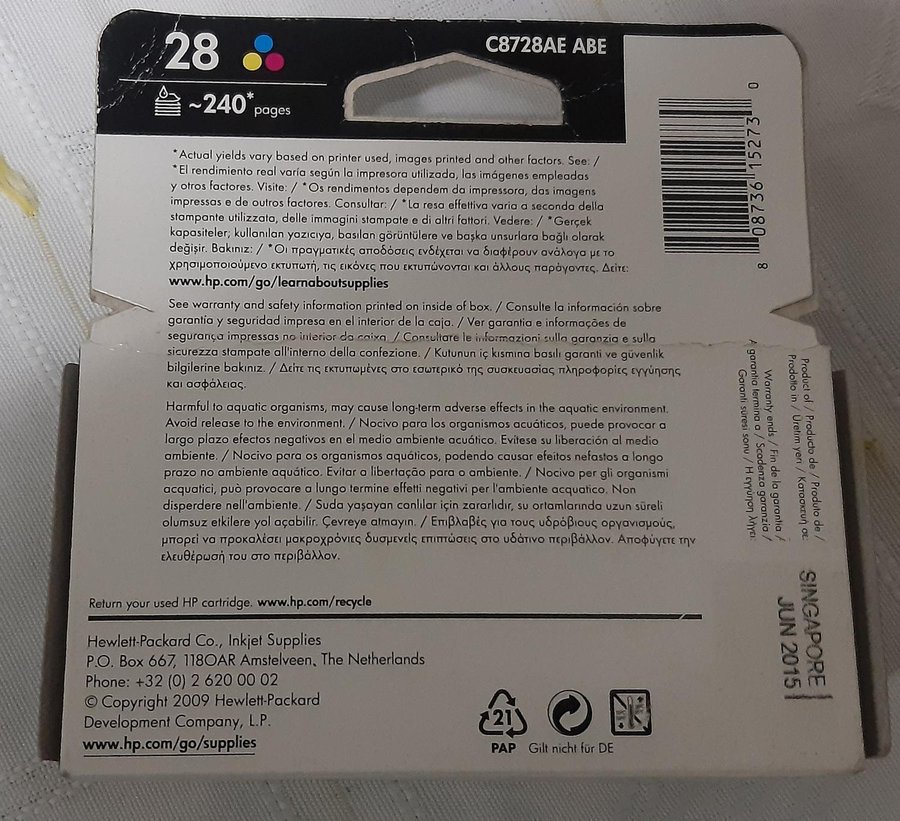 28
C8728AE ABE
~240* pages
8 08736 15273 0
*Actual yields vary based on printer used, images printed and other factors. See: /
*El rendimiento real varía según la impresora utilizada, las imágenes empleadas
y otros factores. Visite: / *Os rendimentos dependem da impressora, das imagens
impressas e de outros factores. Consultar: / *La resa effettiva varia a seconda della
stampante utilizzata, delle immagini stampate e di altri fattori. Vedere: / *Gerçek
kapasiteler; kullanılan yazıcıya, basılan görüntülere ve başka unsurlara bağlı olarak
değişir. Bakınız: / *Οι πραγματικές αποδόσεις ενδέχεται να διαφέρουν ανάλογα με το
χρησιμοποιούμενο εκτυπωτή, τις εικόνες που εκτυπώνονται και άλλους παράγοντες. Δείτε:
www.hp.com/go/learnaboutsupplies
See warranty and safety information printed on inside of box. / Consulte la información sobre
garantía y seguridad impresa en el interior de la caja. / Ver garantia e informações de
segurança impressas no interior da caixa. / Consultare le informazioni sulla garanzia e sulla
sicurezza stampate all'interno della confezione. / Kutunun iç kısmına basılı garanti ve güvenlik
bilgilerine bakınız. / Δείτε τις εκτυπωμένες στο εσωτερικό της συσκευασίας πληροφορίες εγγύησης
και ασφάλειας.
Harmful to aquatic organisms, may cause long-term adverse effects in the aquatic environment.
Avoid release to the environment. / Nocivo para los organismos acuáticos, puede provocar a
largo plazo efectos negativos en el medio ambiente acuático. Evítese su liberación al medio
ambiente. / Nocivo para os organismos aquáticos, podendo causar efeitos nefastos a longo
prazo no ambiente aquático. Evitar a libertação para o ambiente. / Nocivo per gli organismi
acquatici, può provocare a lungo termine effetti negativi per l'ambiente acquatico. Non
disperdere nell'ambiente. / Suda yaşayan canlılar için zararlıdır, su ortamlarında uzun süreli
olumsuz etkilere yol açabilir. Çevreye atmayın. / Επιβλαβές για τους υδρόβιους οργανισμούς,
μπορεί να προκαλέσει μακροχρόνιες δυσμενείς επιπτώσεις στο υδάτινο περιβάλλον. Αποφύγετε την
ελευθέρωσή του στο περιβάλλον.
Product of / Producto de / Produto de /
Prodotto in / Üretim yeri / Κατασκευή σε:
Warranty ends / Fin de la garantía /
A garantia termina a / Scadenza garanzia /
Garanti süresi sonu / Η εγγύηση λήγει:
SINGAPORE
JUN 2015
Return your used HP cartridge. www.hp.com/recycle
Hewlett-Packard Co., Inkjet Supplies
P.O. Box 667, 118OAR Amstelveen, The Netherlands
Phone: +32 (0) 2 620 00 02
© Copyright 2009 Hewlett-Packard
Development Company, L.P.
www.hp.com/go/supplies
21
PAP
Gilt nicht für DE